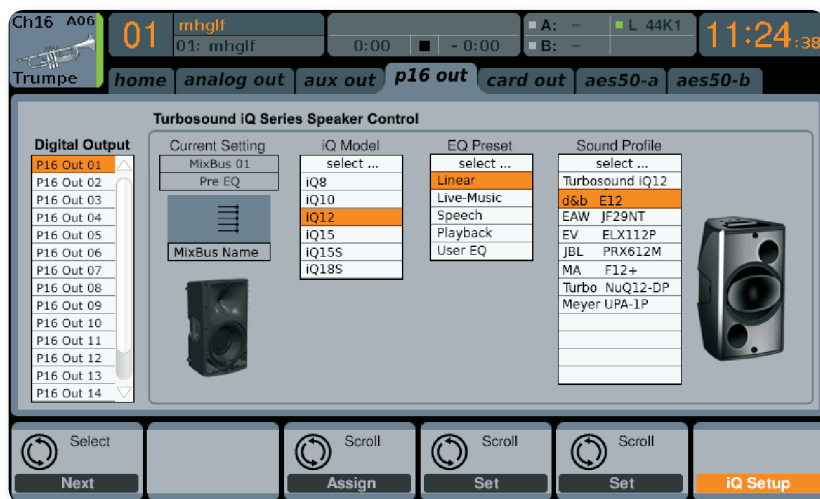 Ch16 A06
Trumpe
01
mhglf
01: mhglf
0:00 - 0:00
A: –
B: –
L 44K1
11:24:38
home analog out aux out p16 out card out aes50-a aes50-b
Turbosound iQ Series Speaker Control
Digital Output
P16 Out 01
P16 Out 02
P16 Out 03
P16 Out 04
P16 Out 05
P16 Out 06
P16 Out 07
P16 Out 08
P16 Out 09
P16 Out 10
P16 Out 11
P16 Out 12
P16 Out 13
P16 Out 14
Current Setting
MixBus 01
Pre EQ
MixBus Name
iQ Model
select ...
iQ8
iQ10
iQ12
iQ15
iQ15S
iQ18S
EQ Preset
select ...
Linear
Live-Music
Speech
Playback
User EQ
Sound Profile
select ...
Turbosound iQ12
d&b E12
EAW JF29NT
EV ELX112P
JBL PRX612M
MA F12+
Turbo NuQ12-DP
Meyer UPA-1P
Select
Next
Scroll
Assign
Scroll
Set
Scroll
Set
iQ Setup